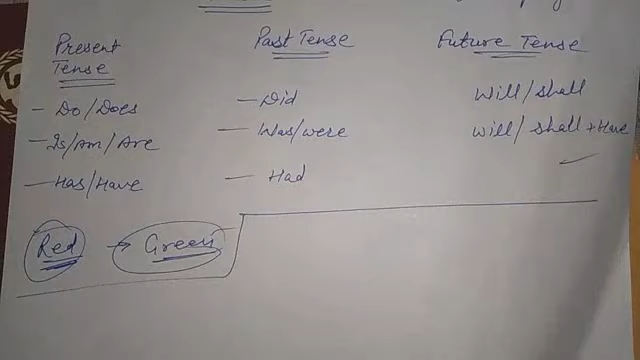 Present Tense
Past Tense
Future Tense
- Do/Does
- Did
Will/shall
- Is/Am/Are
- Was/were
will/shall + Have
- Has/Have
- Had
Red → Green